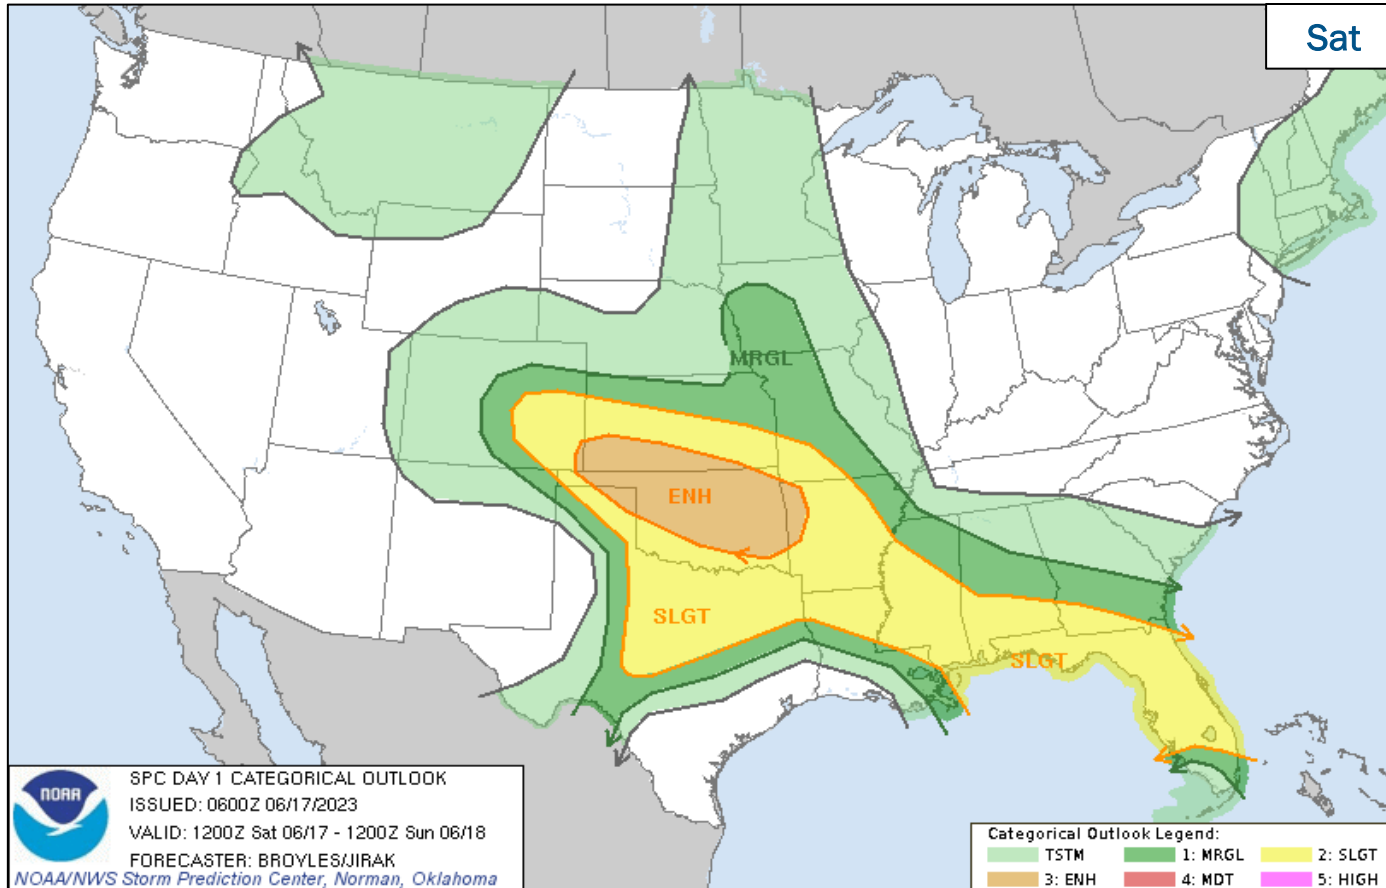 Sat
MRGL
ENH
SLGT
SLGT
NOAA
SPC DAY 1 CATEGORICAL OUTLOOK
ISSUED: 0600Z 06/17/2023
VALID: 1200Z Sat 06/17 - 1200Z Sun 06/18
FORECASTER: BROYLES/JIRAK
NOAA/NWS Storm Prediction Center, Norman, Oklahoma
Categorical Outlook Legend:
TSTM 1: MRGL 2: SLGT
3: ENH 4: MDT 5: HIGH